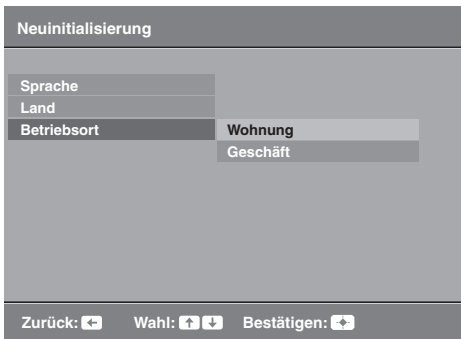 Neuinitialisierung
Sprache
Land
Betriebsort
Wohnung
Geschäft
Zurück: Wahl: Bestätigen: